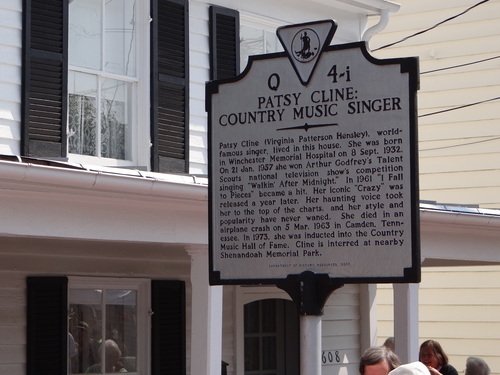 Q 4-i
PATSY CLINE:
COUNTRY MUSIC SINGER
Patsy Cline (Virginia Patterson Hensley), world-
famous singer, lived in this house. She was born
in Winchester Memorial Hospital on 8 Sept. 1932.
On 21 Jan. 1957 she won Arthur Godfrey's Talent
Scouts national television show's competition
singing "Walkin' After Midnight." In 1961 "I Fall
to Pieces" became a hit. Her iconic "Crazy" was
released a year later. Her haunting voice took
her to the top of the charts, and her style and
popularity have never waned. She died in an
airplane crash on 5 Mar. 1963 in Camden, Tenn-
essee. In 1973, she was inducted into the Country
Music Hall of Fame. Cline is interred at nearby
Shenandoah Memorial Park.
608